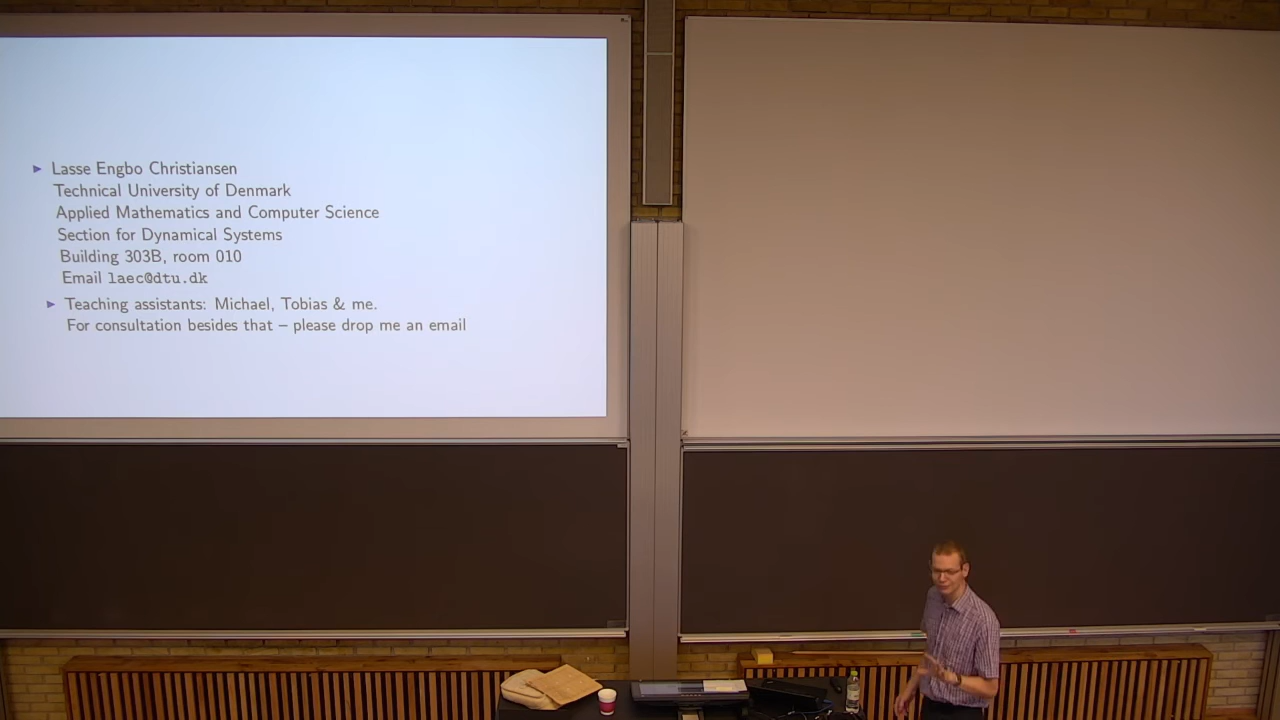 Lasse Engbo Christiansen
Technical University of Denmark
Applied Mathematics and Computer Science
Section for Dynamical Systems
Building 303B, room 010
Email laec@dtu.dk
Teaching assistants: Michael, Tobias & me.
For consultation besides that – please drop me an email